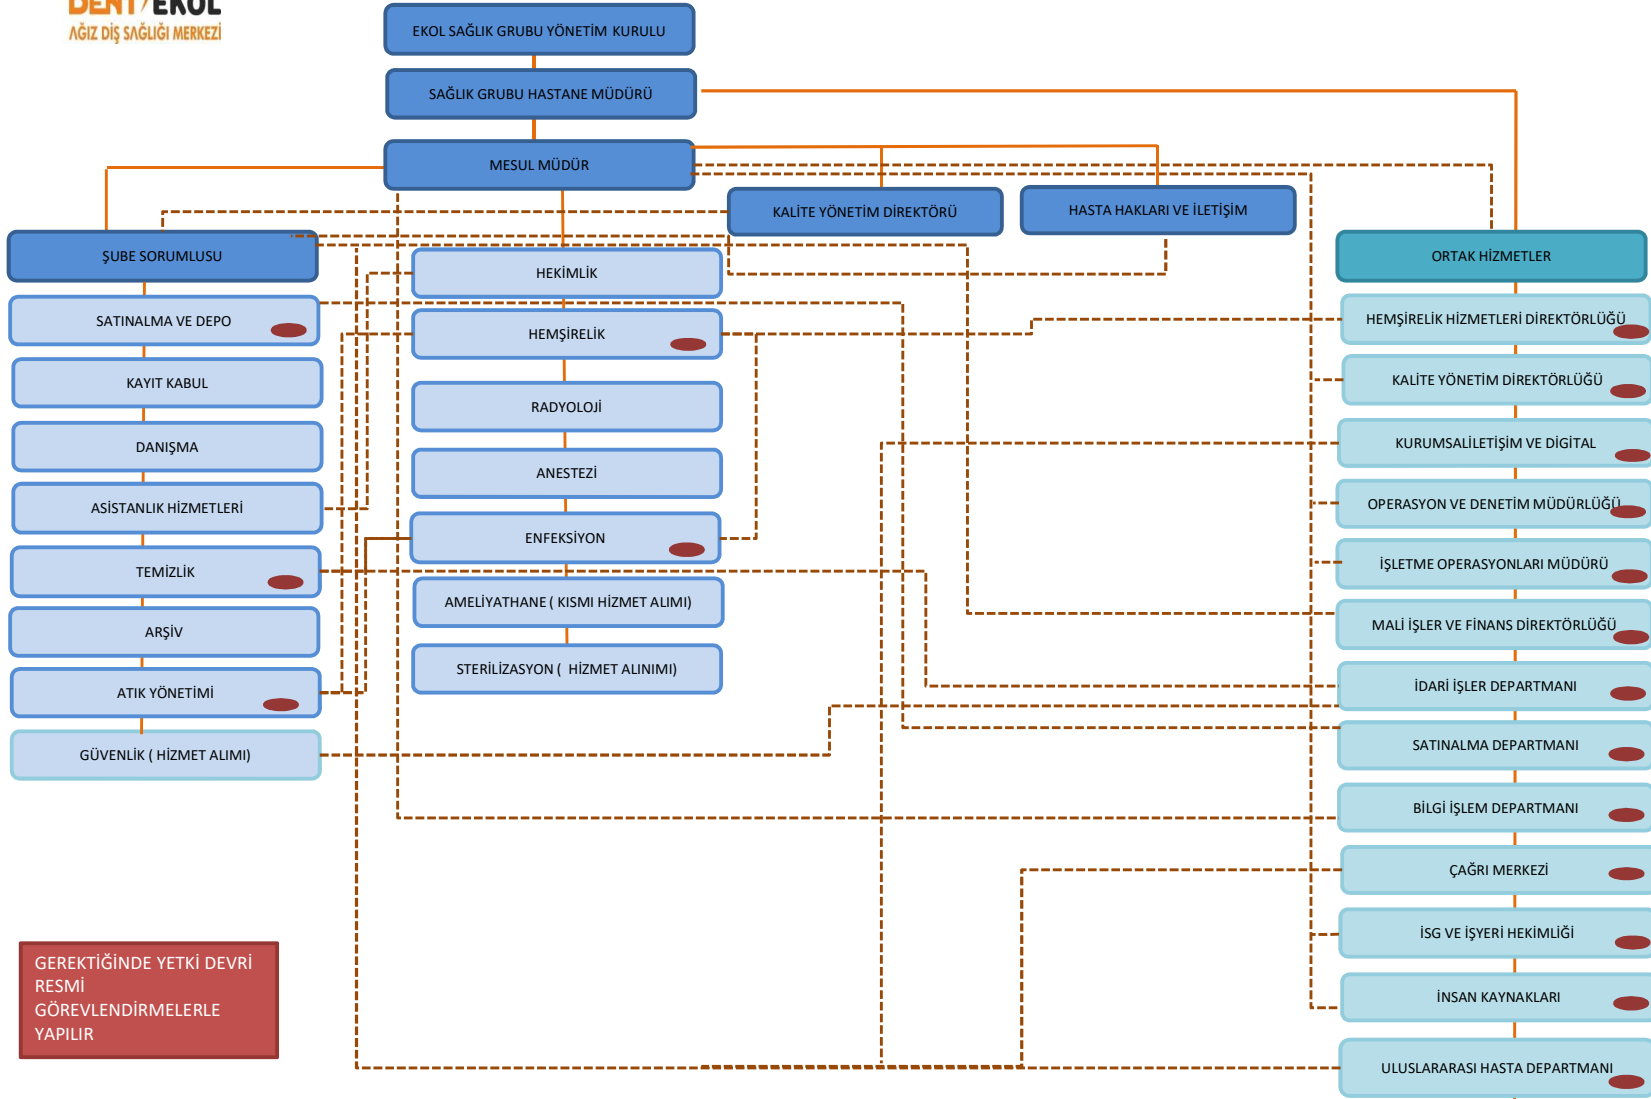 DENT EKOL
AĞIZ DİŞ SAĞLIĞI MERKEZİ
EKOL SAĞLIK GRUBU YÖNETİM KURULU
SAĞLIK GRUBU HASTANE MÜDÜRÜ
MESUL MÜDÜR
KALİTE YÖNETİM DİREKTÖRÜ
HASTA HAKLARI VE İLETİŞİM
ŞUBE SORUMLUSU
SATINALMA VE DEPO
KAYIT KABUL
DANIŞMA
ASİSTANLIK HİZMETLERİ
TEMİZLİK
ARŞİV
ATIK YÖNETİMİ
GÜVENLİK ( HİZMET ALIMI)
HEKİMLİK
HEMŞİRELİK
RADYOLOJİ
ANESTEZİ
ENFEKSİYON
AMELİYATHANE ( KISMI HİZMET ALIMI)
STERİLİZASYON ( HİZMET ALINIMI)
ORTAK HİZMETLER
HEMŞİRELİK HİZMETLERİ DİREKTÖRLÜĞÜ
KALİTE YÖNETİM DİREKTÖRLÜĞÜ
KURUMSALİLETİŞİM VE DİGİTAL
OPERASYON VE DENETİM MÜDÜRLÜĞÜ
İŞLETME OPERASYONLARI MÜDÜRÜ
MALİ İŞLER VE FİNANS DİREKTÖRLÜĞÜ
İDARİ İŞLER DEPARTMANI
SATINALMA DEPARTMANI
BİLGİ İŞLEM DEPARTMANI
ÇAĞRI MERKEZİ
İSG VE İŞYERİ HEKİMLİĞİ
İNSAN KAYNAKLARI
ULUSLARARASI HASTA DEPARTMANI
GEREKTİĞİNDE YETKİ DEVRİ
RESMİ
GÖREVLENDİRMELERLE
YAPILIR